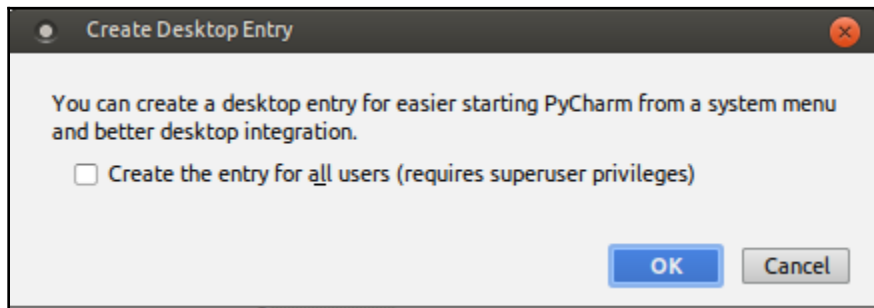 Create Desktop Entry
You can create a desktop entry for easier starting PyCharm from a system menu
and better desktop integration.
Create the entry for all users (requires superuser privileges)
OK
Cancel